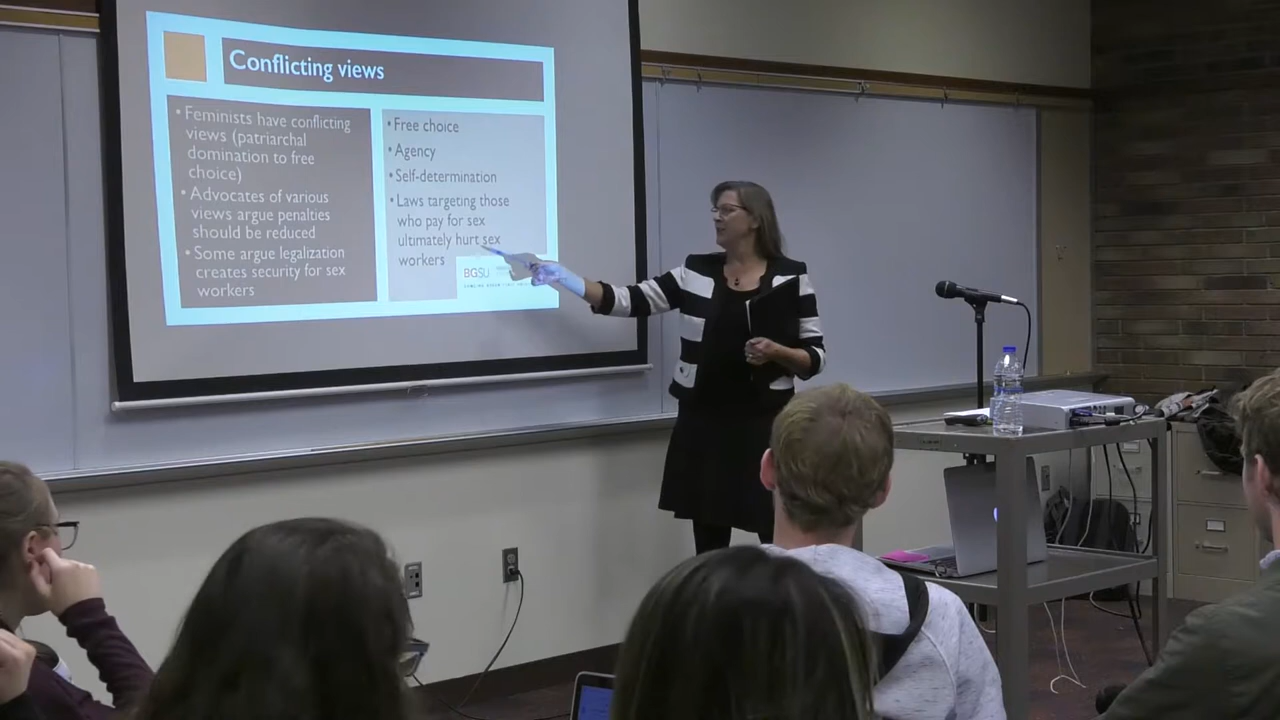 Conflicting views
• Feminists have conflicting
views (patriarchal
domination to free
choice)
• Advocates of various
views argue penalties
should be reduced
• Some argue legalization
creates security for sex
workers
• Free choice
• Agency
• Self-determination
• Laws targeting those
who pay for sex
ultimately hurt sex
workers
BGSU